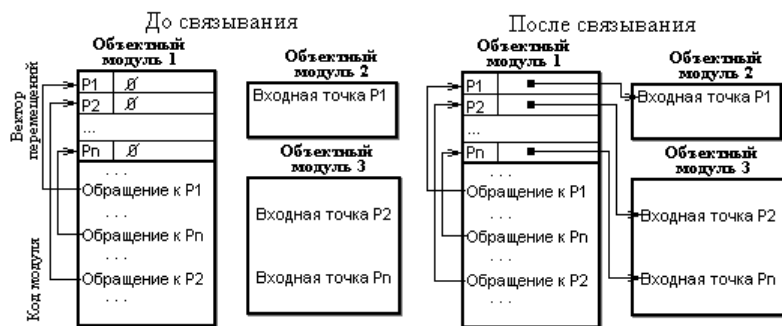 До связывания
Объектный
модуль 1
Вектор
перемещений
Код модуля
P1 Ø
P2 Ø
...
Pn Ø
. . .
Обращение к P1
. . .
Обращение к Pn
. . .
Обращение к P2
. . .
Объектный
модуль 2
Входная точка P1
Объектный
модуль 3
Входная точка P2
Входная точка Pn
После связывания
Объектный
модуль 1
P1
P2
...
Pn
. . .
Обращение к P1
. . .
Обращение к Pn
. . .
Обращение к P2
. . .
Объектный
модуль 2
Входная точка P1
Объектный
модуль 3
Входная точка P2
Входная точка Pn